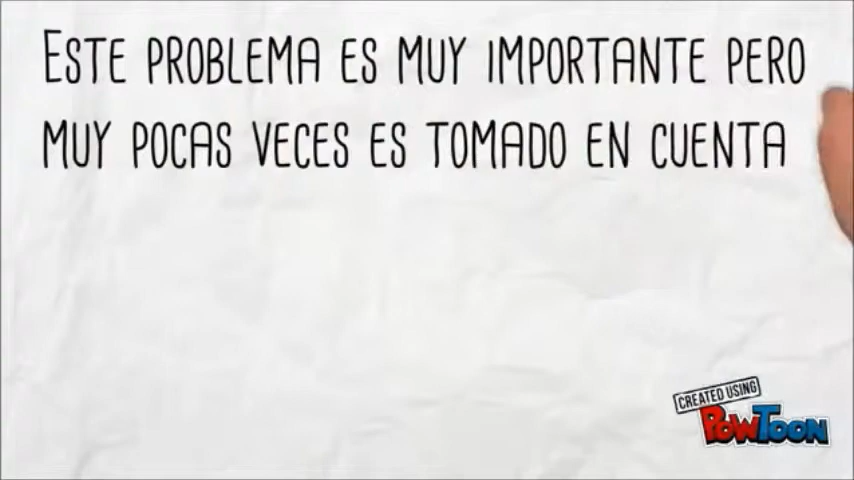 ESTE PROBLEMA ES MUY IMPORTANTE PERO
MUY POCAS VECES ES TOMADO EN CUENTA
CREATED USING
POWTOON